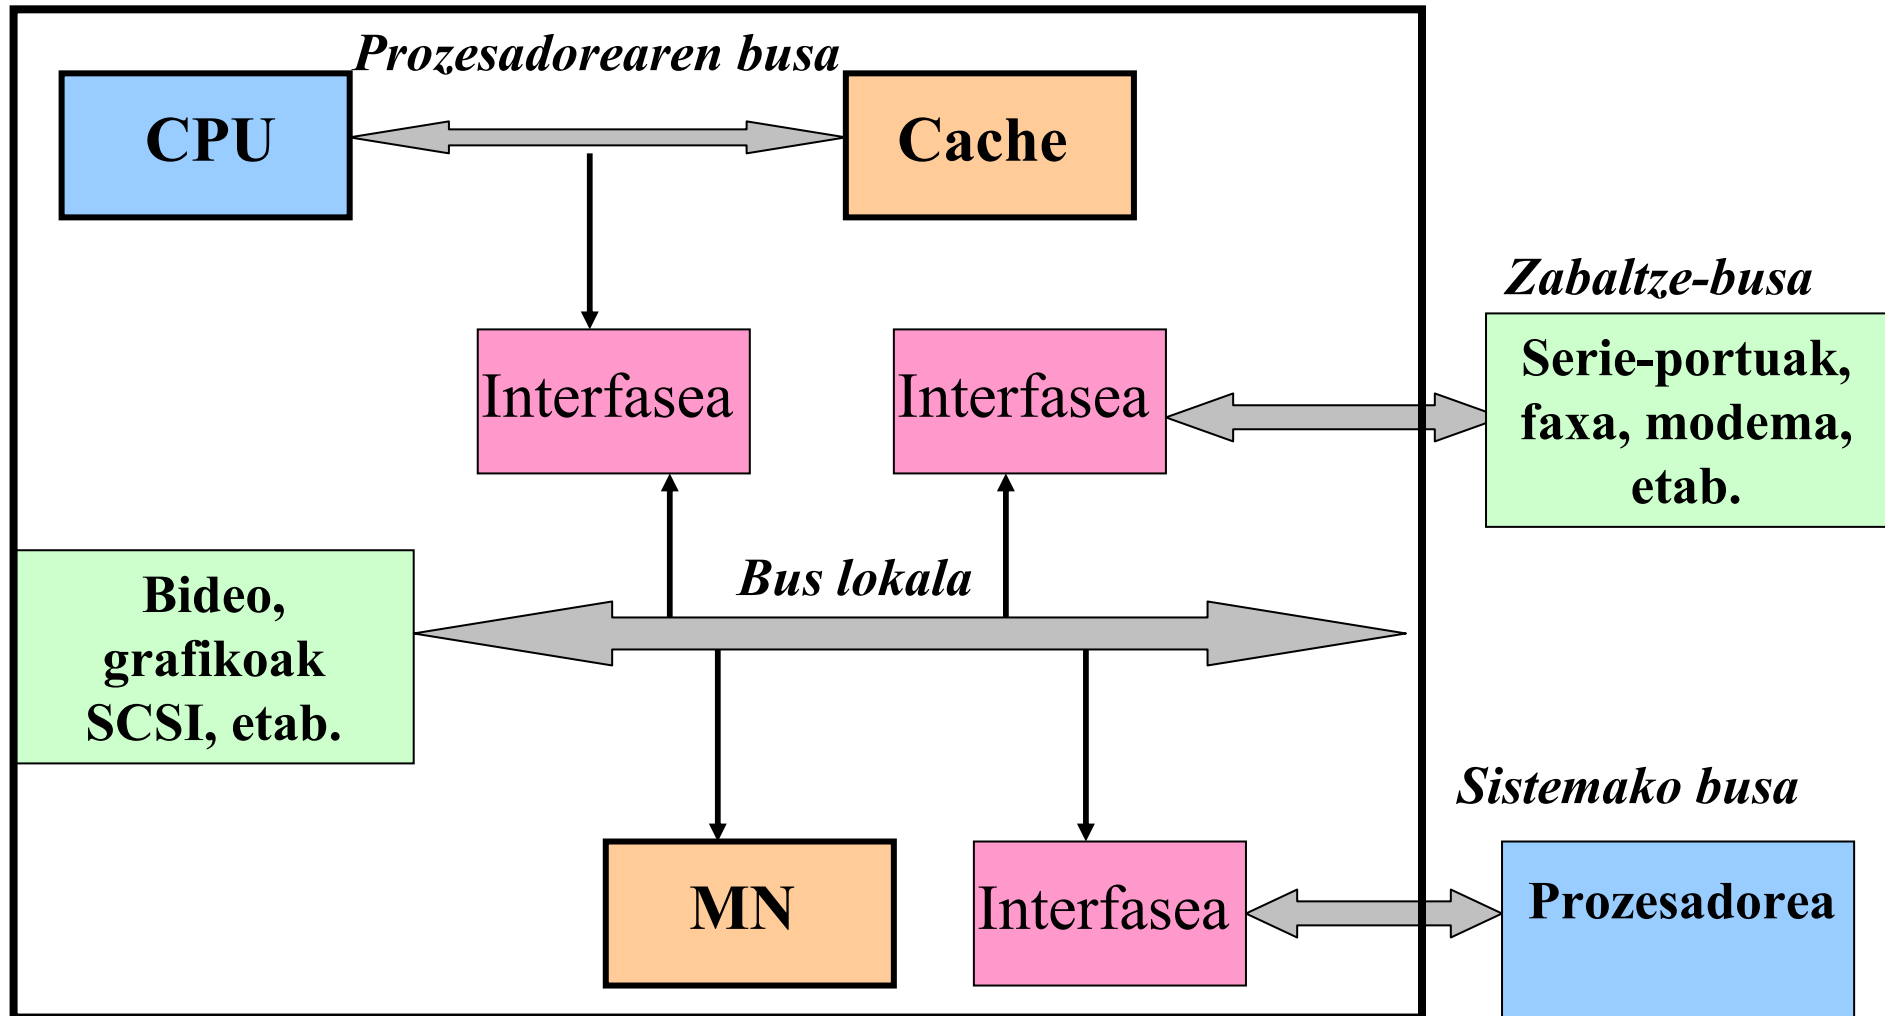 Prozesadorearen busa
CPU
Cache
Zabaltze-busa
Serie-portuak,
faxa, modema,
etab.
Interfasea
Interfasea
Bus lokala
Bideo,
grafikoak
SCSI, etab.
Sistemako busa
MN
Interfasea
Prozesadorea